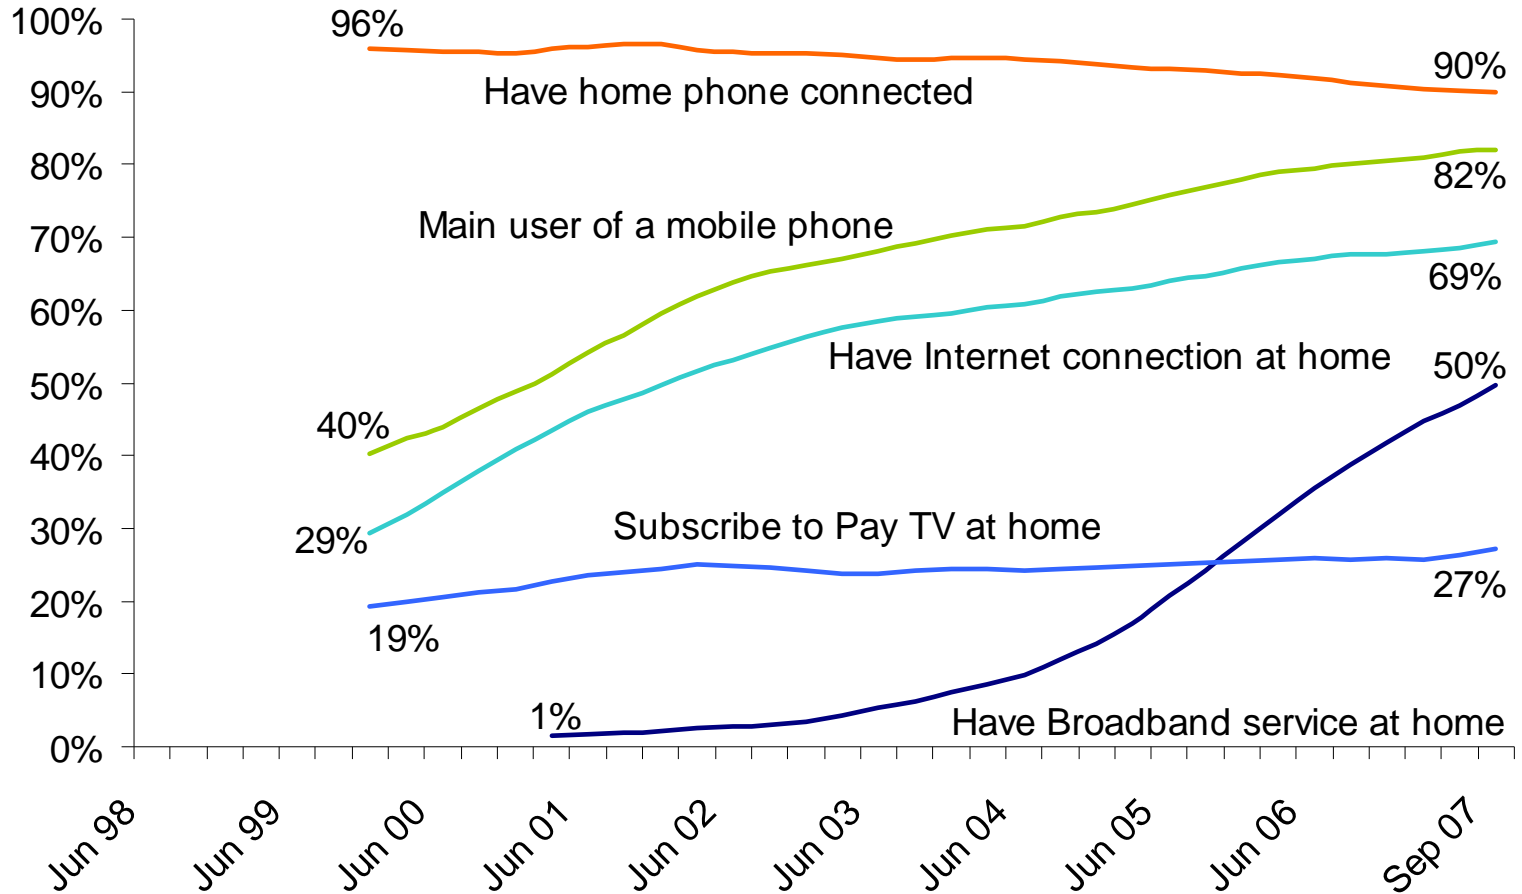 100%
96%
90%
Have home phone connected
90%
80%
82%
Main user of a mobile phone
70%
69%
60%
Have Internet connection at home
50%
50%
40%
40%
30%
Subscribe to Pay TV at home
29%
27%
20%
19%
10%
1%
Have Broadband service at home
0%
Jun 98
Jun 99
Jun 00
Jun 01
Jun 02
Jun 03
Jun 04
Jun 05
Jun 06
Sep 07